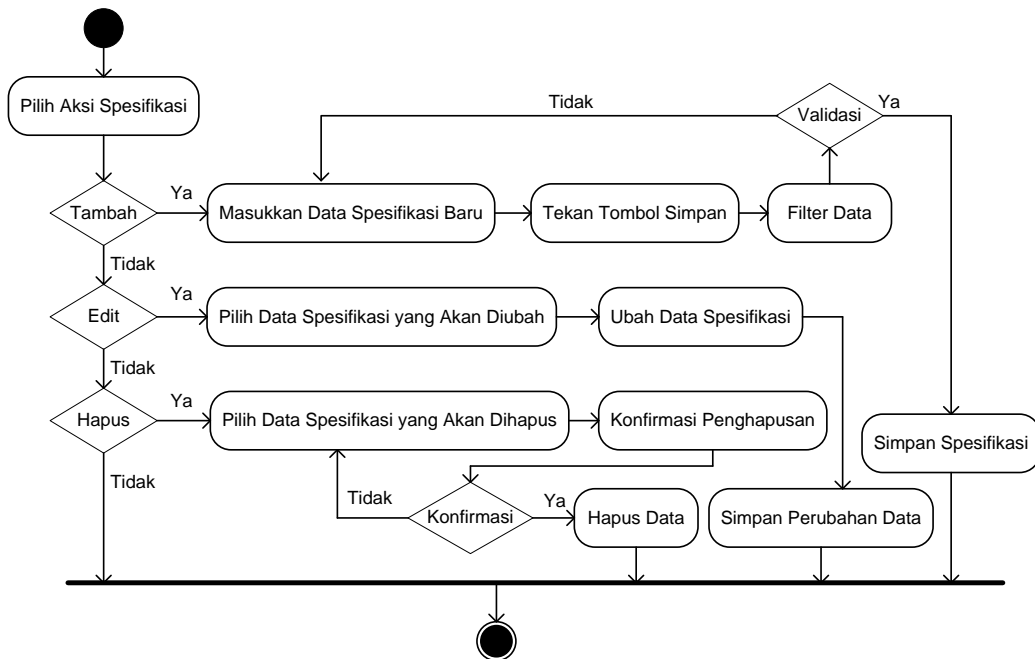 Pilih Aksi Spesifikasi
Tidak
Validasi
Ya
Tambah
Ya
Masukkan Data Spesifikasi Baru
Tekan Tombol Simpan
Filter Data
Tidak
Edit
Ya
Pilih Data Spesifikasi yang Akan Diubah
Ubah Data Spesifikasi
Tidak
Hapus
Ya
Pilih Data Spesifikasi yang Akan Dihapus
Konfirmasi Penghapusan
Simpan Spesifikasi
Tidak
Tidak
Konfirmasi
Ya
Hapus Data
Simpan Perubahan Data